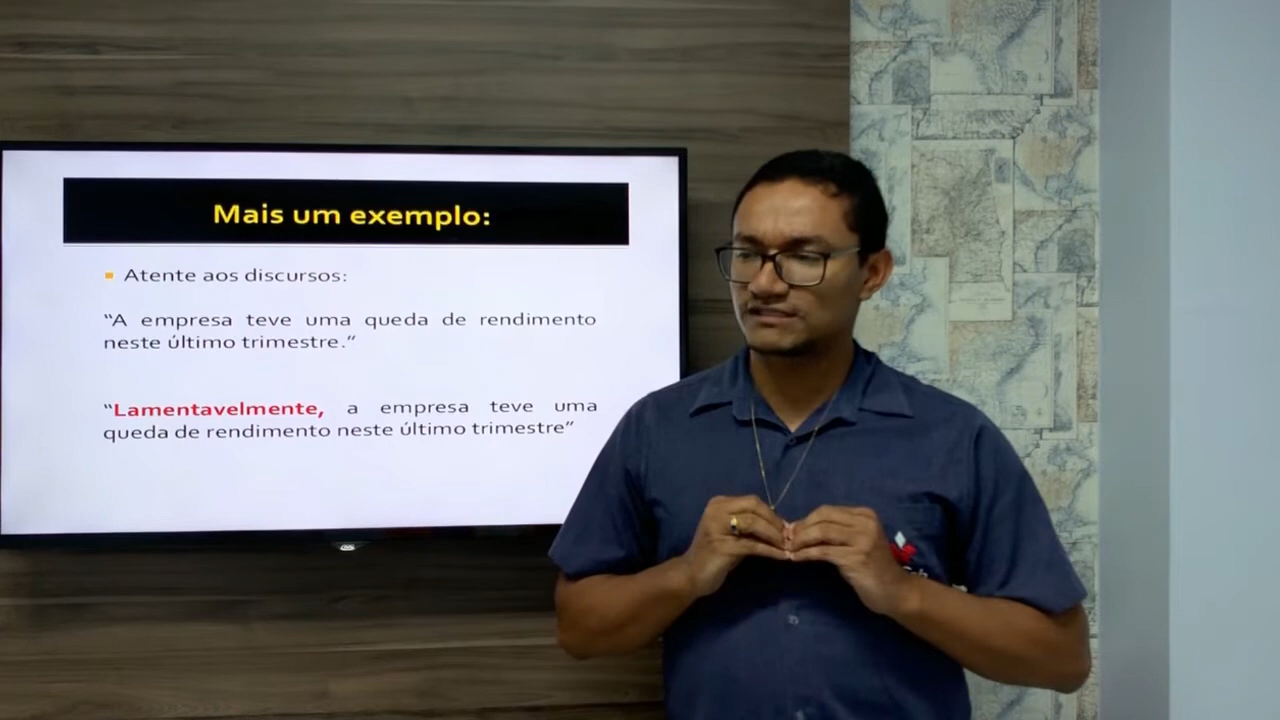 Mais um exemplo:
Atente aos discursos:
“A empresa teve uma queda de rendimento
neste último trimestre.”
“Lamentavelmente, a empresa teve uma
queda de rendimento neste último trimestre”